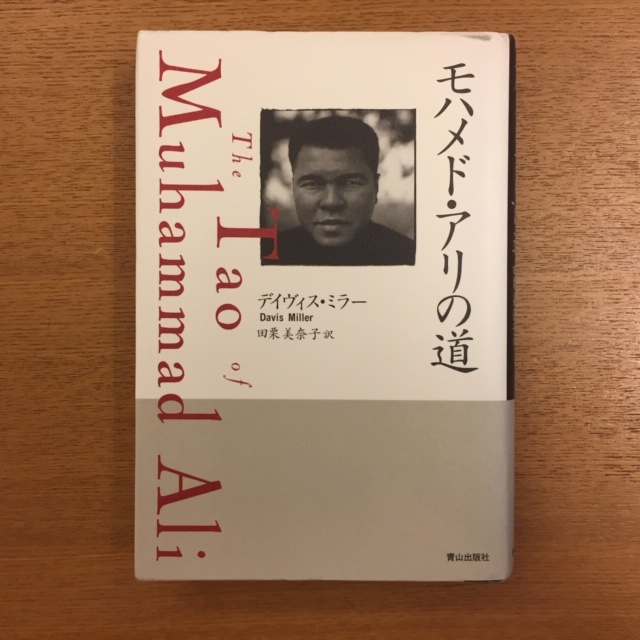 モハメド・アリの道
The Tao of
Muhammad Ali
デイヴィス・ミラー
Davis Miller
田栗美奈子 訳
青山出版社